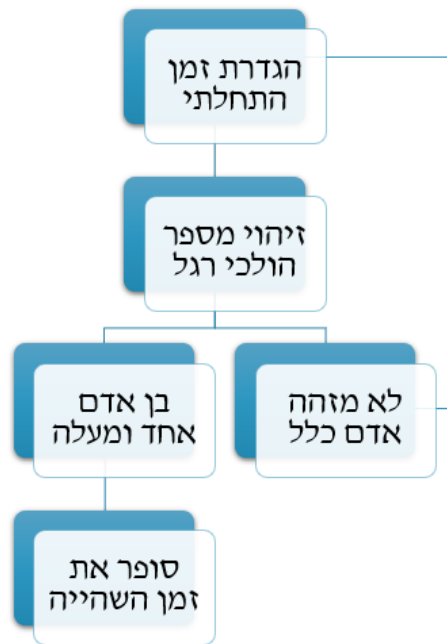 הגדרת זמן
התחלתי
זיהוי מספר
הולכי רגל
לא מזהה
אדם כלל
בן אדם
אחד ומעלה
סופר את
זמן השהייה